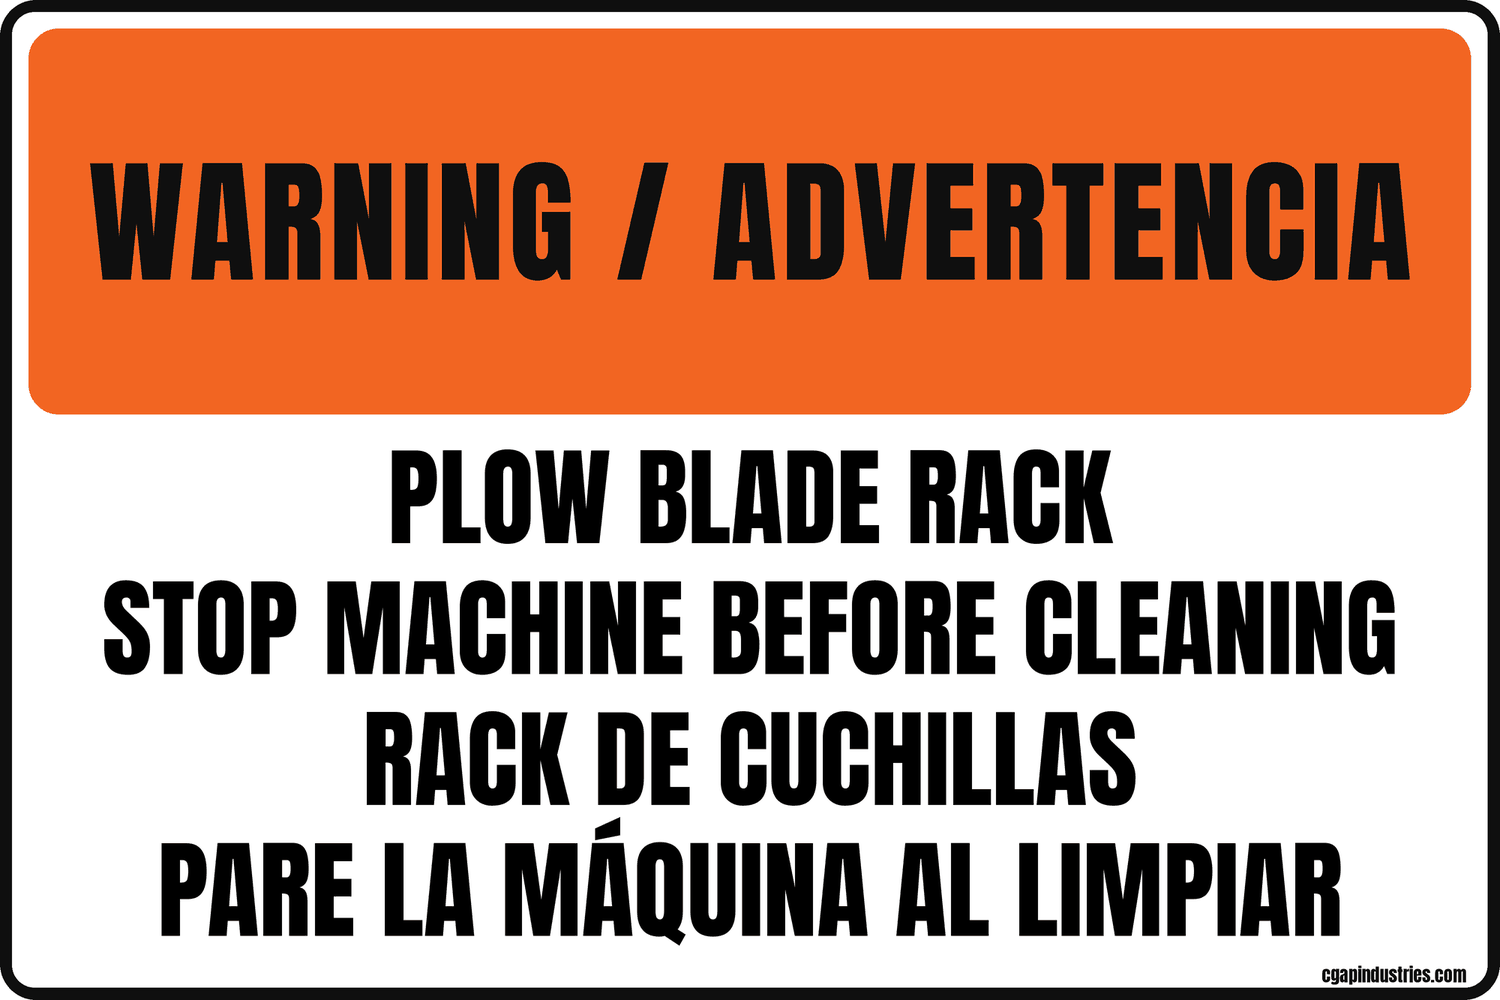 WARNING / ADVERTENCIA
PLOW BLADE RACK
STOP MACHINE BEFORE CLEANING
RACK DE CUCHILLAS
PARE LA MÁQUINA AL LIMPIAR
cgapindustries.com